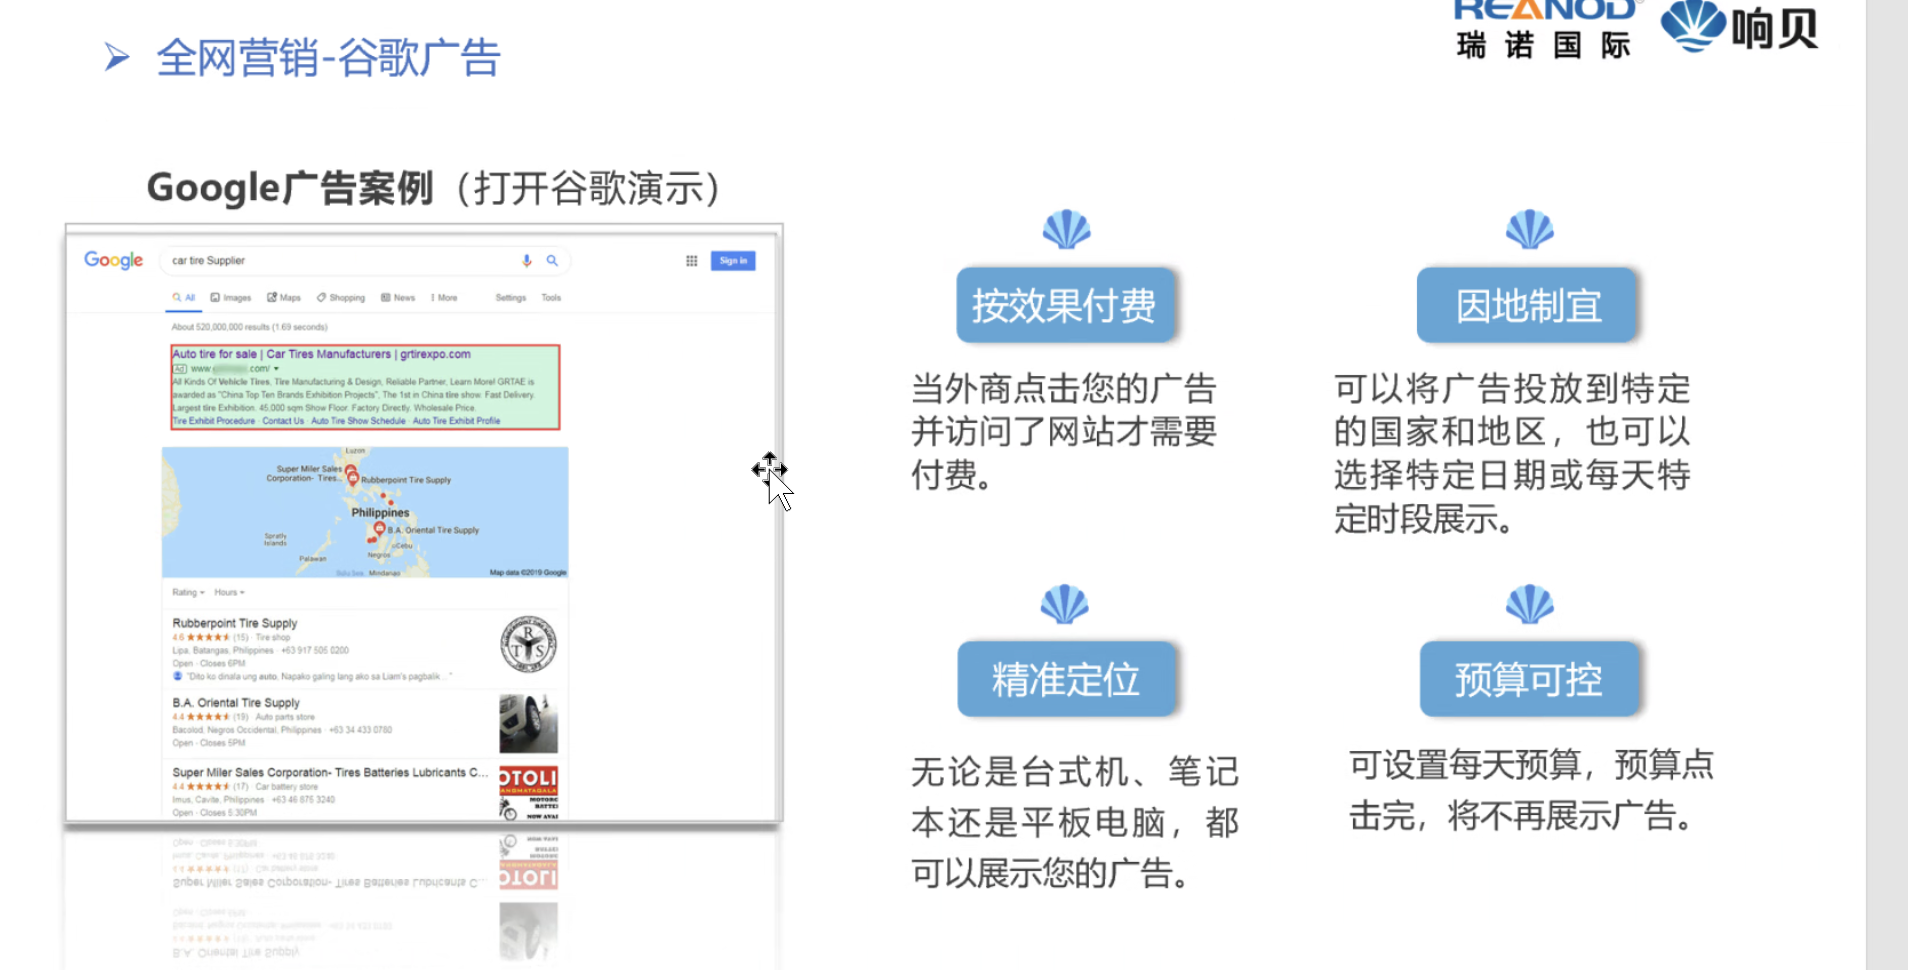 全网营销-谷歌广告
REANOD
瑞诺国际
响贝
Google广告案例（打开谷歌演示）
Google
car tire Supplier
Sign in
All Images Maps Shopping News More Settings Tools
About 520,000,000 results (1.69 seconds)
Auto tire for sale | Car Tires Manufacturers | grtirexpo.com
Ad www. .com/
All Kinds Of Vehicle Tires, Tire Manufacturing & Design, Reliable Partner, Learn More! GRTAE is
awarded as "China Top Ten Brands Exhibition Projects", The 1st in China tire show. Fast Delivery.
Largest tire Exhibition. 45,000 sqm Show Floor. Factory Directly. Wholesale Price.
Tire Exhibit Procedure · Contact Us · Auto Tire Show Schedule · Auto Tire Exhibit Profile
Luzon
Super Miler Sales
Corporation- Tires...
Rubberpoint Tire Supply
Philippines
B.A. Oriental Tire Supply
Spratly
Islands
Cebu
Negros
Palawan
Mindanao
Map data ©2019 Google
Rating Hours
Rubberpoint Tire Supply
4.6 (15) · Tire shop
Lipa, Batangas, Philippines · +63 917 505 0200
Open · Closes 6PM
"Dito ko dinala ung auto. Napako galing lang ako sa Liam's pagbalik..."
RTS
B.A. Oriental Tire Supply
4.4 (19) · Auto parts store
Bacolod, Negros Occidental, Philippines · +63 34 433 0780
Open · Closes 5PM
Super Miler Sales Corporation- Tires Batteries Lubricants C...
4.4 (17) · Car battery store
Imus, Cavite, Philippines · +63 46 875 3240
Open · Closes 5:30PM
OTOLI
按效果付费
当外商点击您的广告
并访问了网站才需要
付费。
因地制宜
可以将广告投放到特定
的国家和地区，也可以
选择特定日期或每天特
定时段展示。
精准定位
无论是台式机、笔记
本还是平板电脑，都
可以展示您的广告。
预算可控
可设置每天预算，预算点
击完，将不再展示广告。